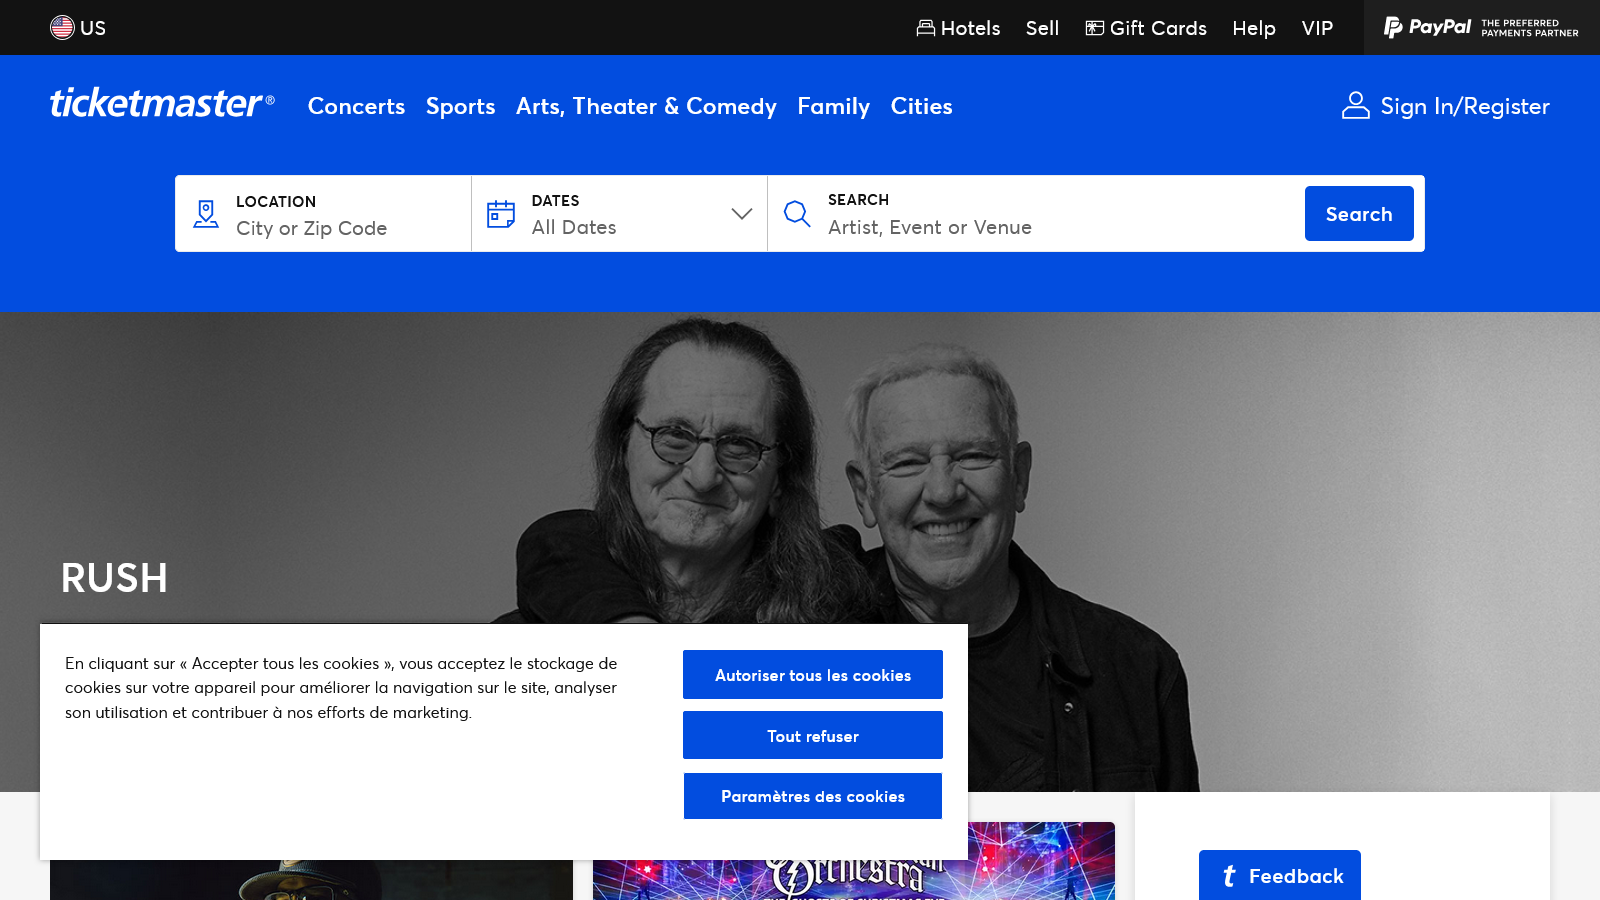 US
Hotels
Sell
Gift Cards
Help
VIP
PayPal
THE PREFERRED
PAYMENTS PARTNER
ticketmaster®
Concerts
Sports
Arts, Theater & Comedy
Family
Cities
Sign In/Register
LOCATION
City or Zip Code
DATES
All Dates
SEARCH
Artist, Event or Venue
Search
RUSH
En cliquant sur « Accepter tous les cookies », vous acceptez le stockage de
cookies sur votre appareil pour améliorer la navigation sur le site, analyser
son utilisation et contribuer à nos efforts de marketing.
Autoriser tous les cookies
Tout refuser
Paramètres des cookies
Orchestra
t Feedback